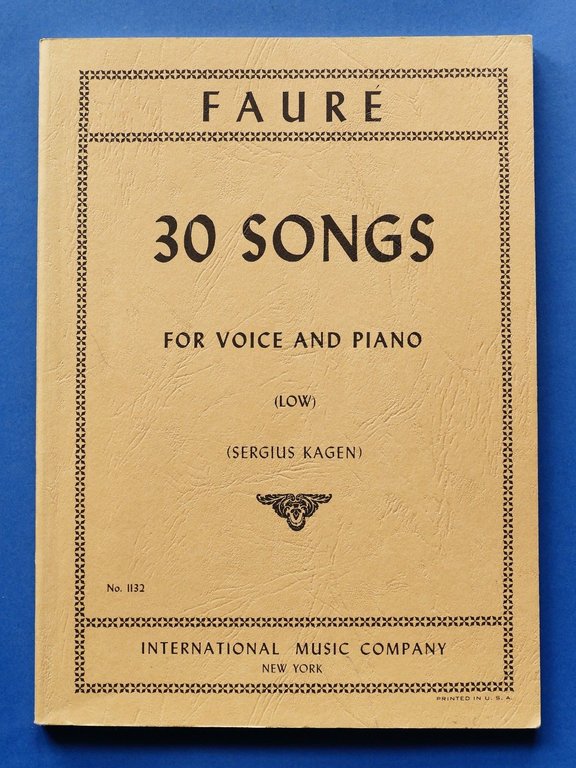 FAURÉ
30 SONGS
FOR VOICE AND PIANO
(LOW)
(SERGIUS KAGEN)
No. 1132
INTERNATIONAL MUSIC COMPANY
NEW YORK
PRINTED IN U. S. A.